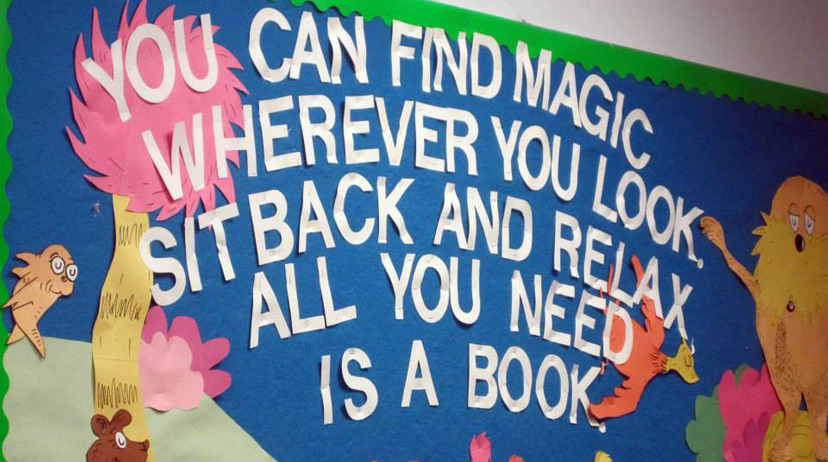 YOU CAN FIND MAGIC
WHEREVER YOU LOOK.
SIT BACK AND RELAX
ALL YOU NEED
IS A BOOK.